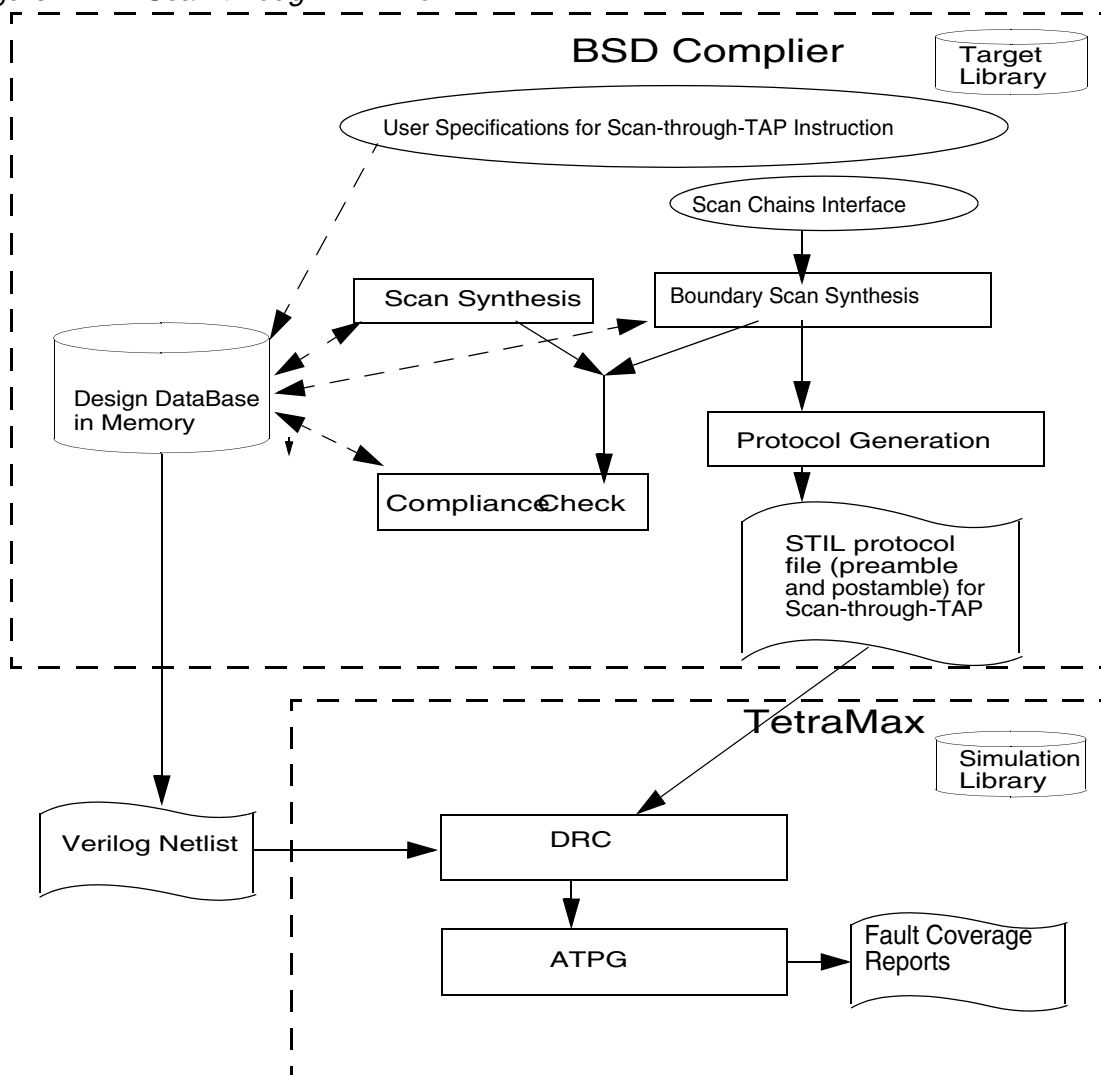 BSD Complier
Target
Library
User Specifications for Scan-through-TAP Instruction
Scan Chains Interface
Scan Synthesis
Boundary Scan Synthesis
Design DataBase
in Memory
Protocol Generation
ComplianceCheck
STIL protocol
file (preamble
and postamble) for
Scan-through-TAP
TetraMax
Simulation
Library
Verilog Netlist
DRC
ATPG
Fault Coverage
Reports